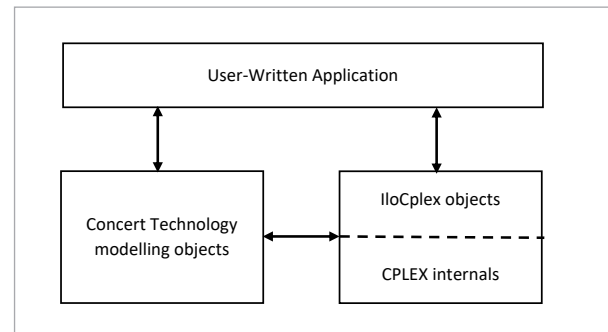 User-Written Application
Concert Technology
modelling objects
IloCplex objects
CPLEX internals